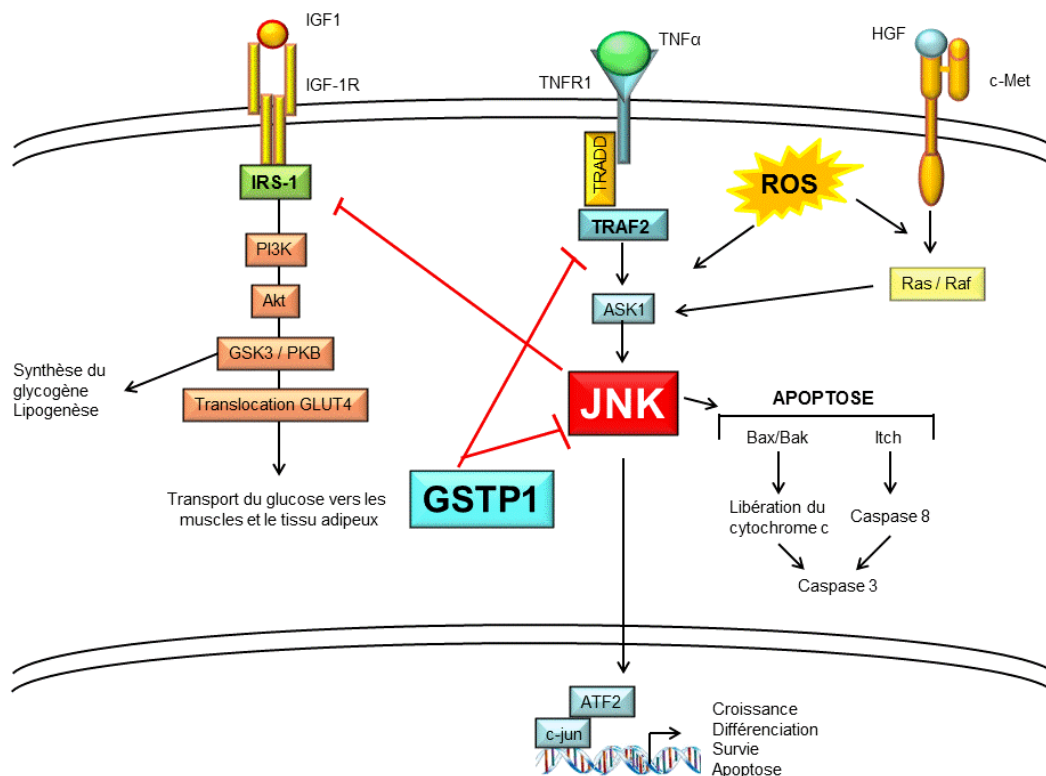 IGF1
IGF-1R
IRS-1
PI3K
Akt
GSK3 / PKB
Synthèse du
glycogène
Lipogenèse
Translocation GLUT4
Transport du glucose vers les
muscles et le tissu adipeux
TNFα
TNFR1
TRADD
TRAF2
ASK1
JNK
GSTP1
HGF
c-Met
ROS
Ras / Raf
APOPTOSE
Bax/Bak
Itch
Libération du
cytochrome c
Caspase 8
Caspase 3
ATF2
c-jun
Croissance
Différenciation
Survie
Apoptose